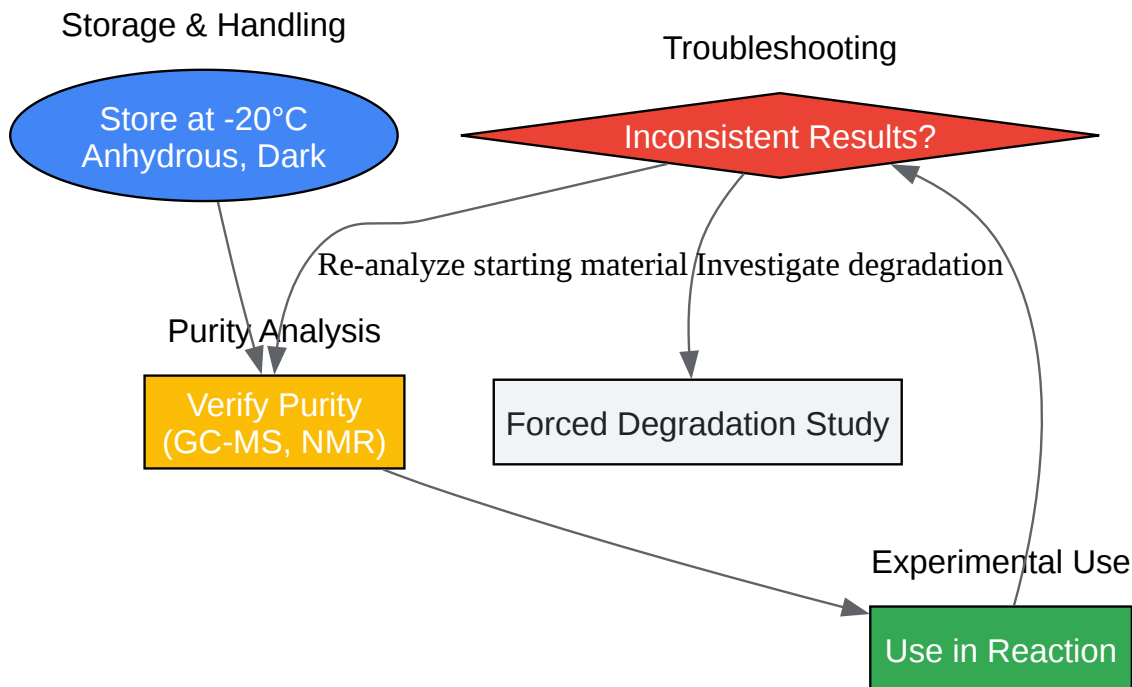 Storage & Handling
Troubleshooting
Store at -20°C
Anhydrous, Dark
Inconsistent Results?
Re-analyze starting material
Investigate degradation
Purity Analysis
Verify Purity
(GC-MS, NMR)
Forced Degradation Study
Experimental Use
Use in Reaction